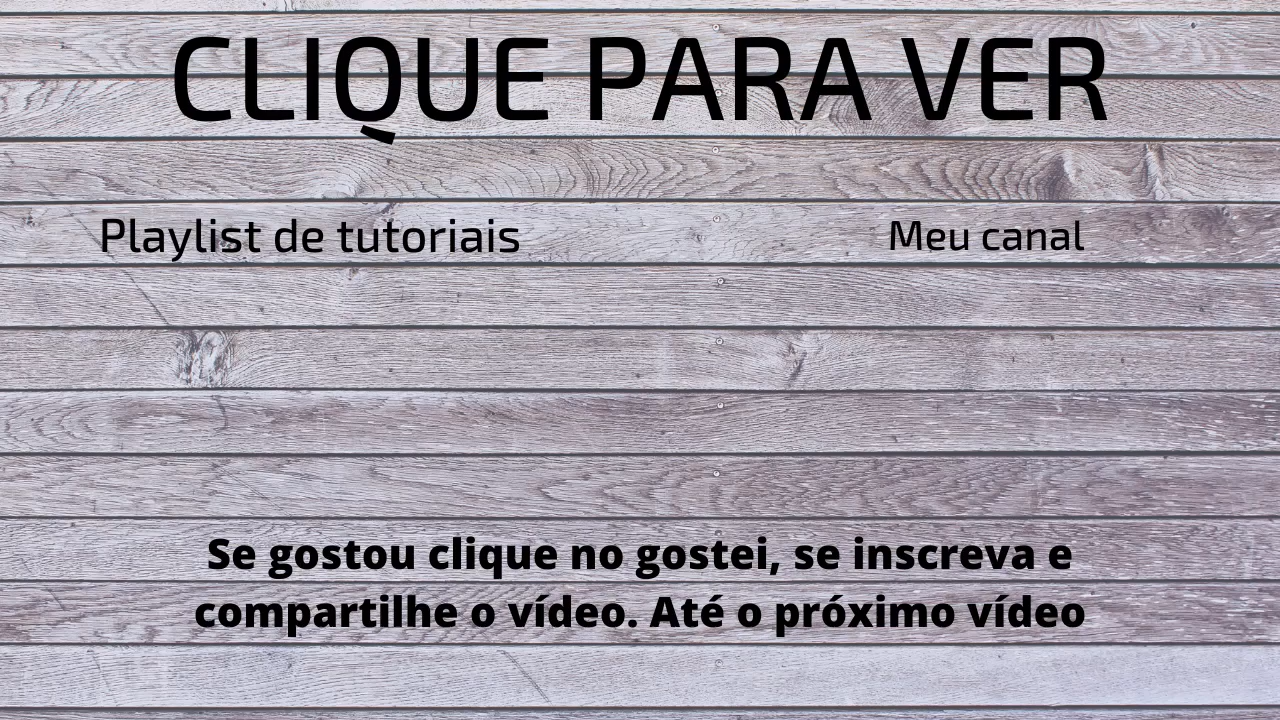 CLIQUE PARA VER
Playlist de tutoriais
Meu canal
Se gostou clique no gostei, se inscreva e
compartilhe o vídeo. Até o próximo vídeo